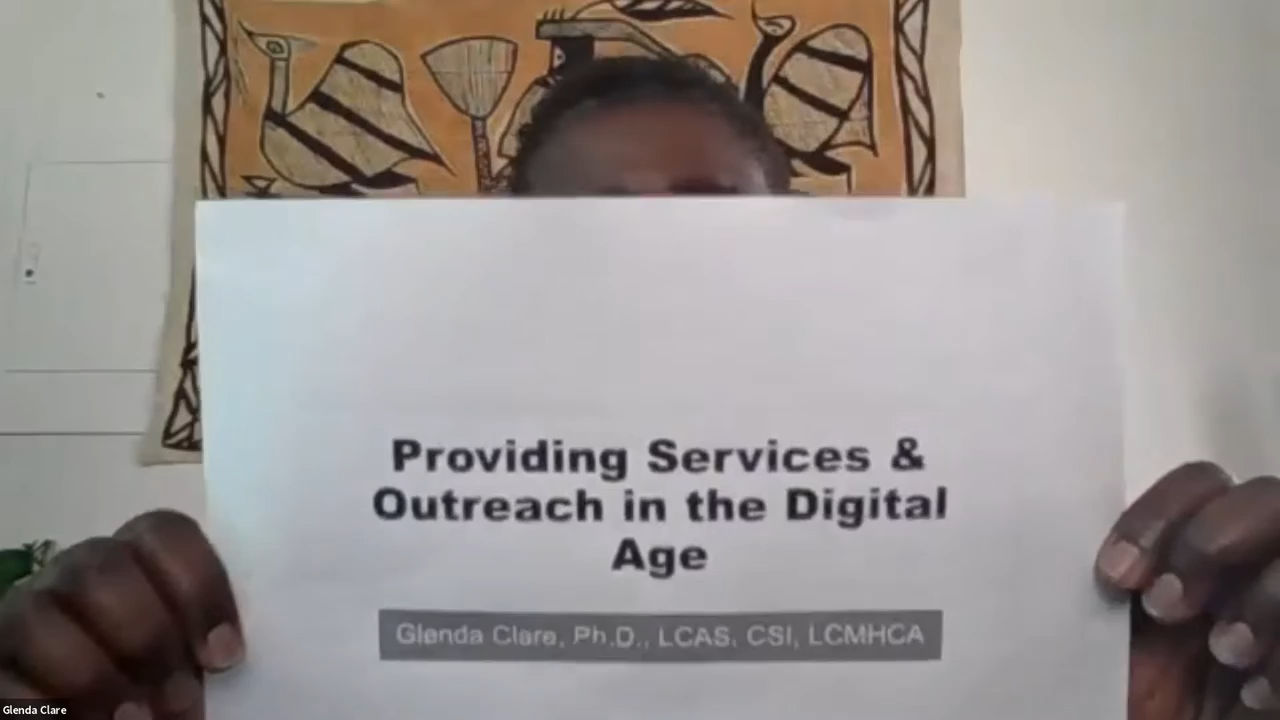 Providing Services &
Outreach in the Digital
Age
Glenda Clare, Ph.D., LCAS, CSI, LCMHCA
Glenda Clare